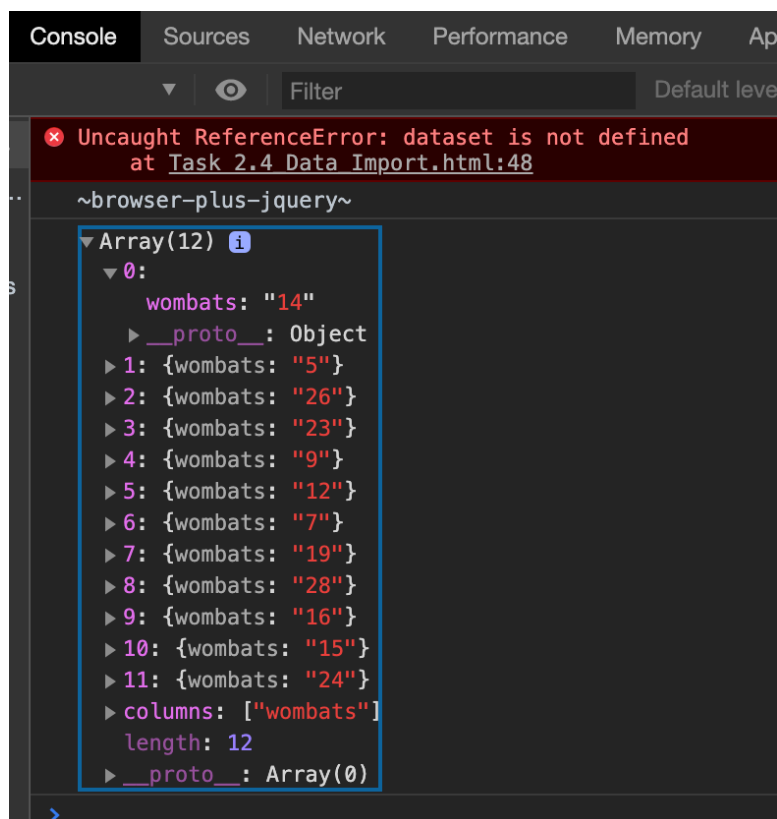 Console Sources Network Performance Memory Ap
Filter Default leve
Uncaught ReferenceError: dataset is not defined
at Task 2.4_Data_Import.html:48
~browser-plus-jquery~
Array(12) i
0:
wombats: "14"
__proto__: Object
1: {wombats: "5"}
2: {wombats: "26"}
3: {wombats: "23"}
4: {wombats: "9"}
5: {wombats: "12"}
6: {wombats: "7"}
7: {wombats: "19"}
8: {wombats: "28"}
9: {wombats: "16"}
10: {wombats: "15"}
11: {wombats: "24"}
columns: ["wombats"]
length: 12
__proto__: Array(0)